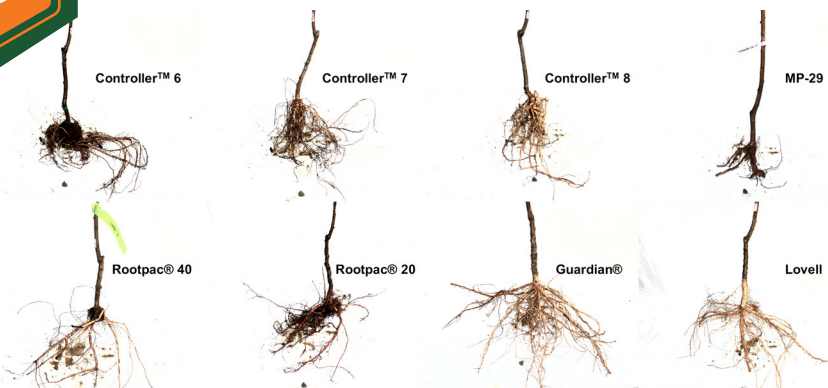 Controller™ 6
Controller™ 7
Controller™ 8
MP-29
Rootpac® 40
Rootpac® 20
Guardian®
Lovell